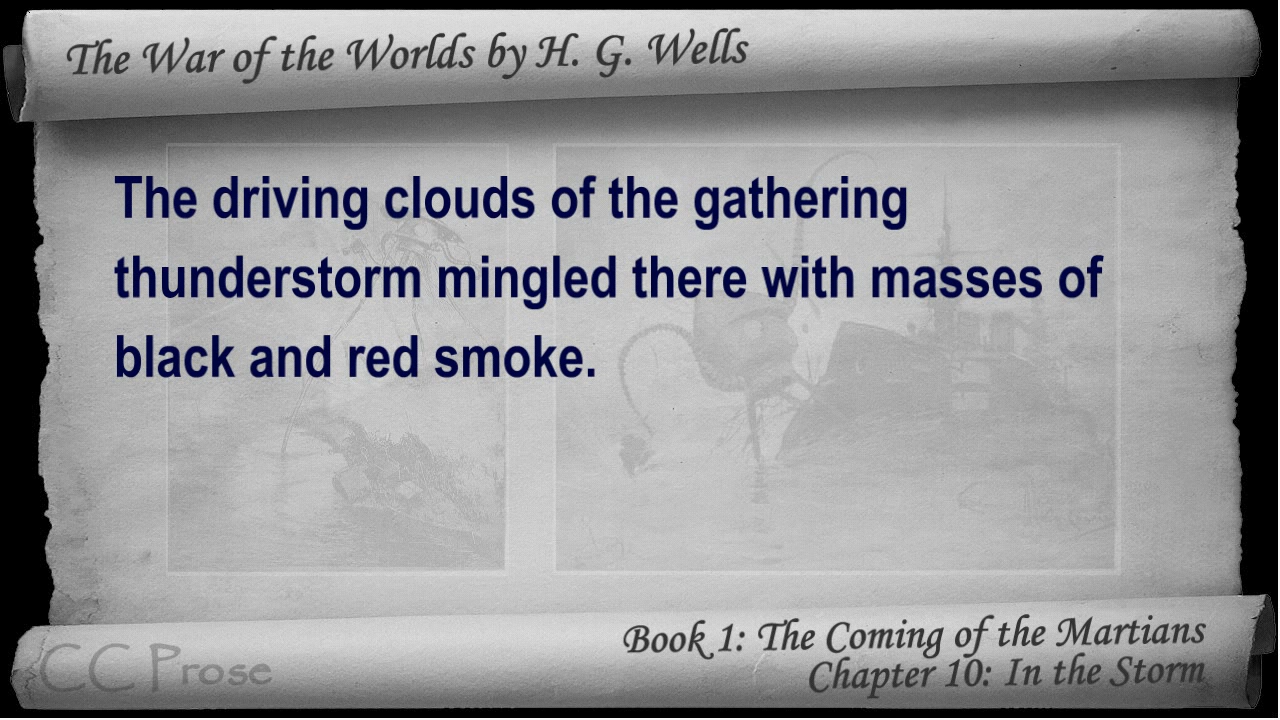 The War of the Worlds by H. G. Wells
The driving clouds of the gathering
thunderstorm mingled there with masses of
black and red smoke.
Book 1: The Coming of the Martians
Chapter 10: In the Storm
CC Prose